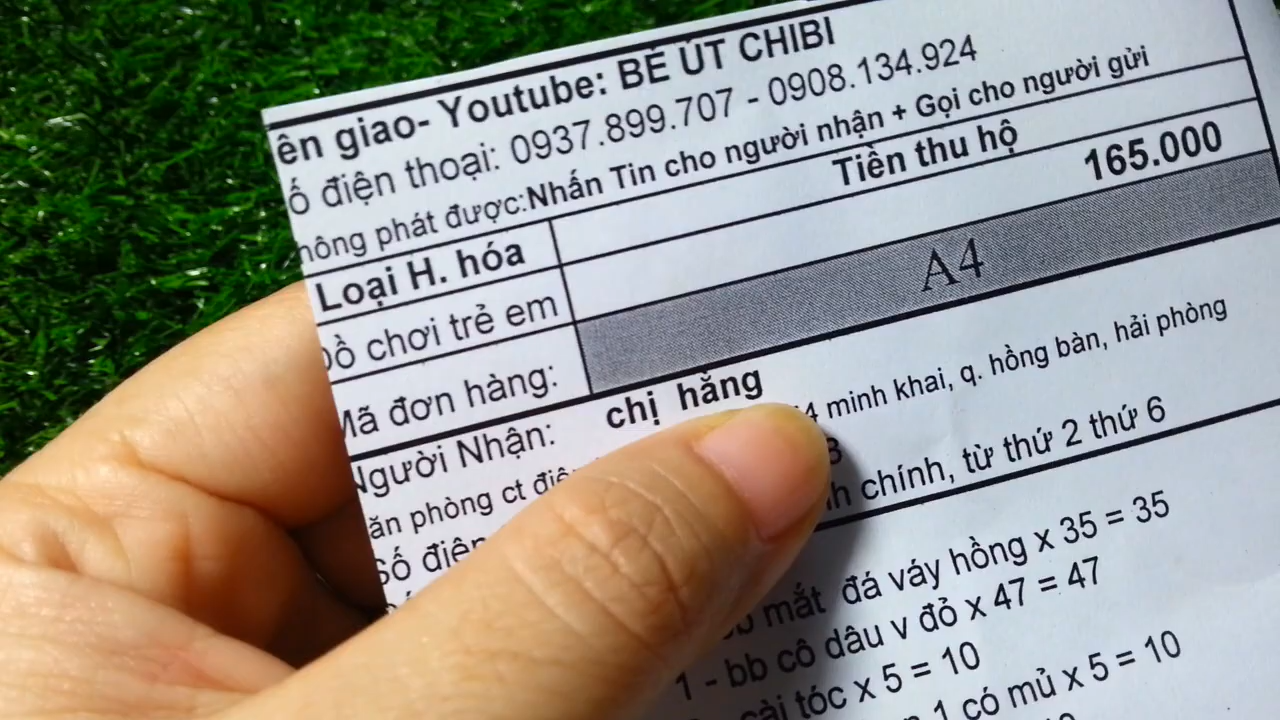 ên giao- Youtube: BÉ ÚT CHIBI
ố điện thoại: 0937.899.707 - 0908.134.924
hông phát được:Nhấn Tin cho người nhận + Gọi cho người gửi
Loại H. hóa Tiền thu hộ
ồ chơi trẻ em 165.000
Mã đơn hàng: A4
Người Nhận: chị hằng
ăn phòng ct điệ 4 minh khai, q. hồng bàn, hải phòng
Số điện 3
h chính, từ thứ 2 thứ 6
mắt đá váy hồng x 35 = 35
1 - bb cô dâu v đỏ x 47 = 47
cài tóc x 5 = 10
1 có mủ x 5 = 10